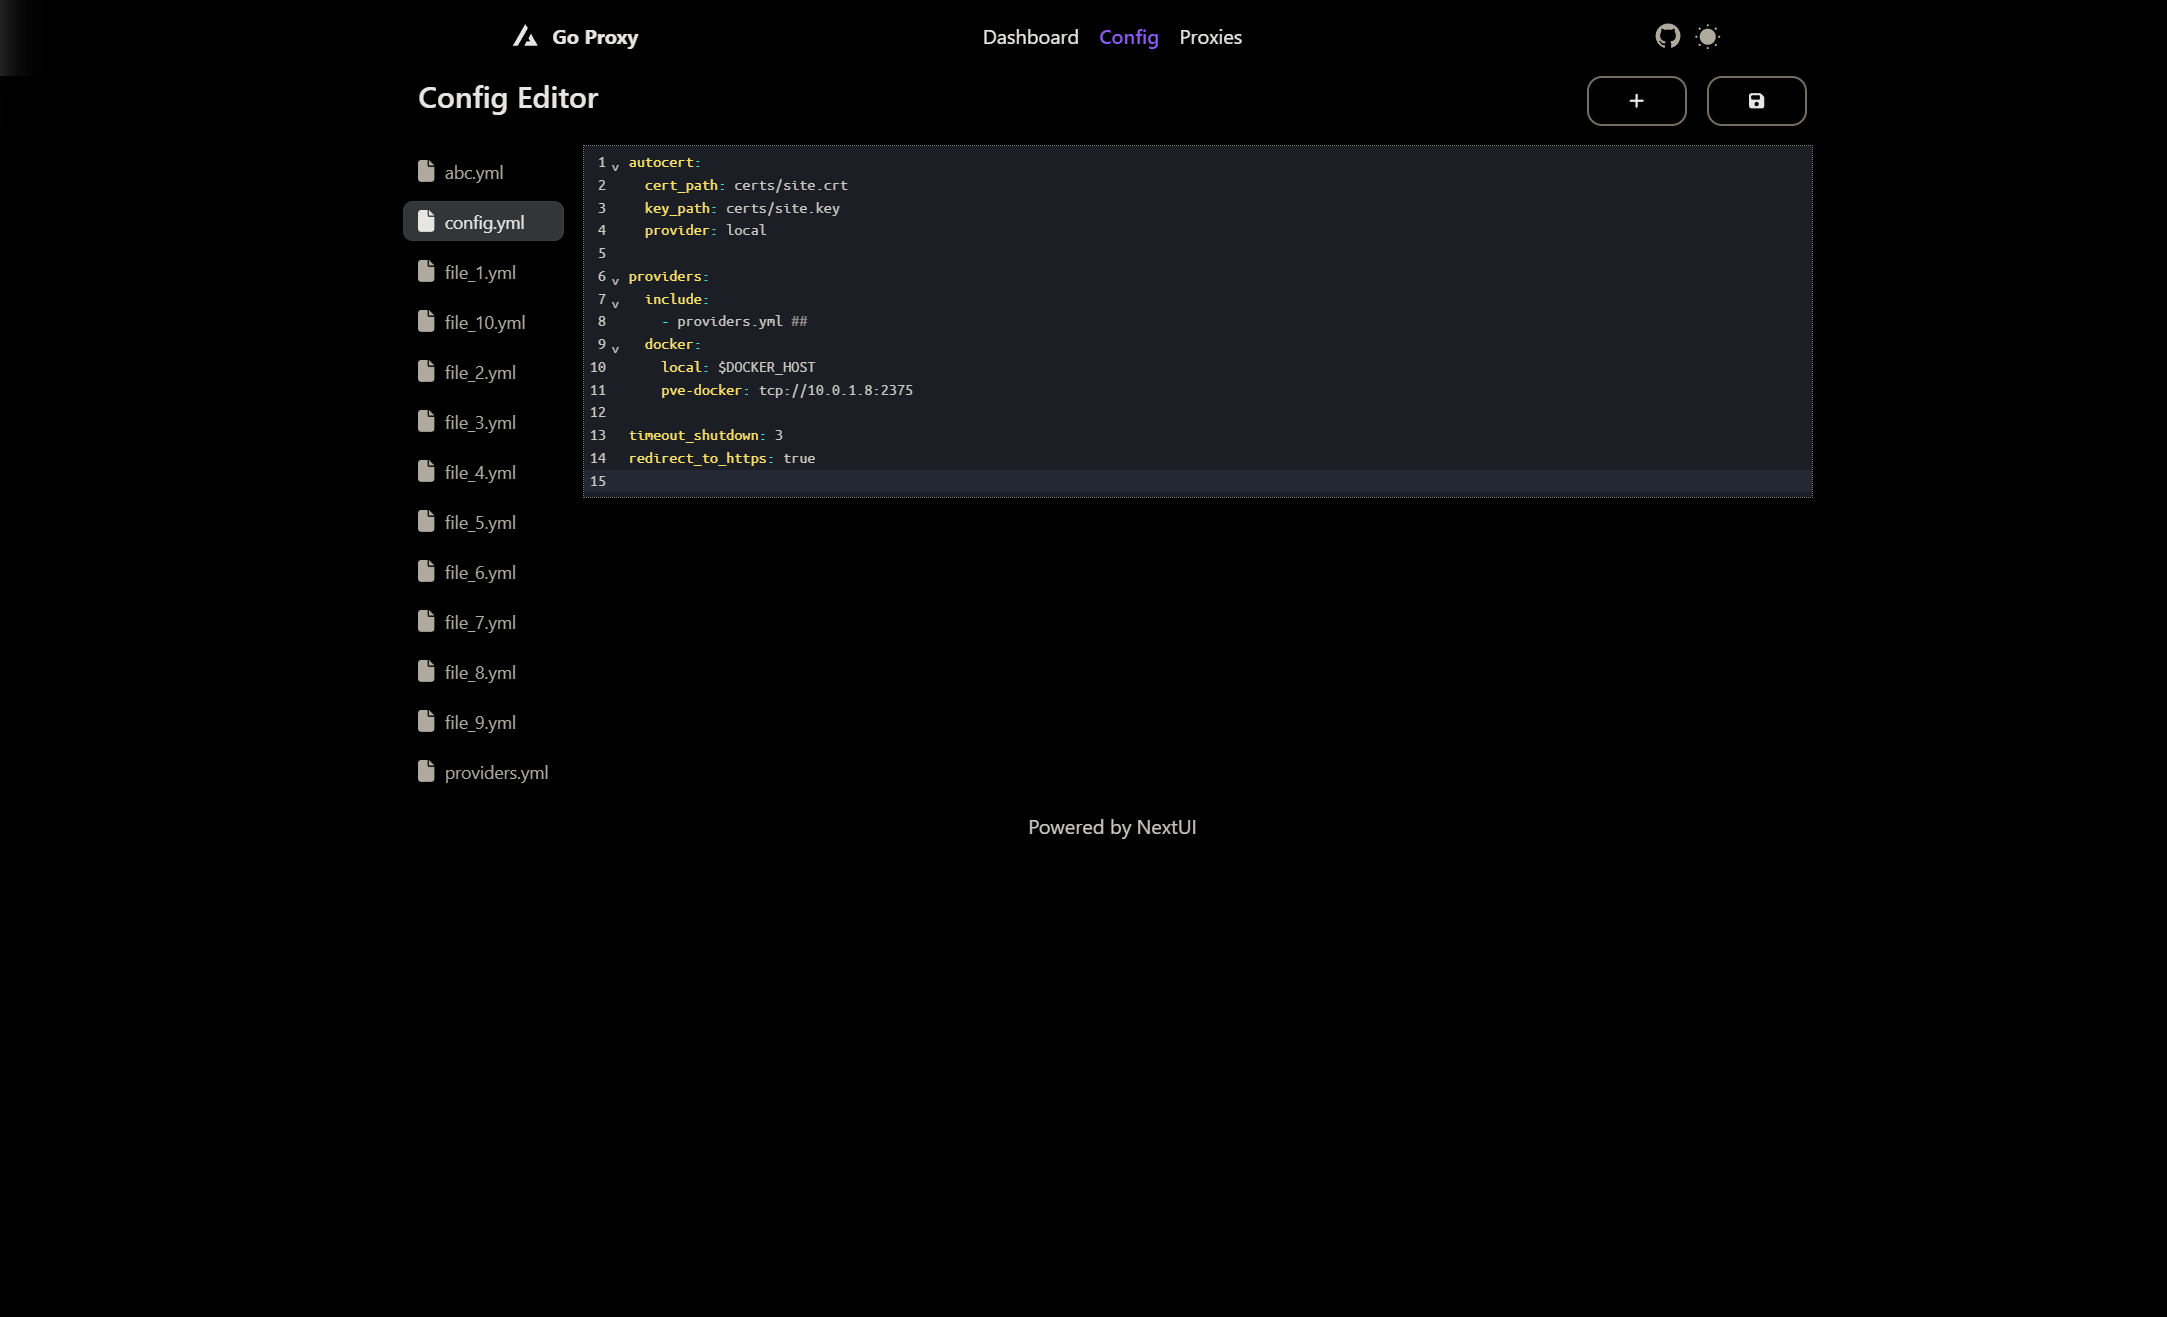 Go Proxy
Dashboard Config Proxies
Config Editor
abc.yml
config.yml
file_1.yml
file_10.yml
file_2.yml
file_3.yml
file_4.yml
file_5.yml
file_6.yml
file_7.yml
file_8.yml
file_9.yml
providers.yml
1 v autocert:
2   cert_path: certs/site.crt
3   key_path: certs/site.key
4   provider: local
5
6 v providers:
7 v   include:
8     - providers.yml ##
9 v   docker:
10     local: $DOCKER_HOST
11     pve-docker: tcp://10.0.1.8:2375
12
13 timeout_shutdown: 3
14 redirect_to_https: true
15
Powered by NextUI